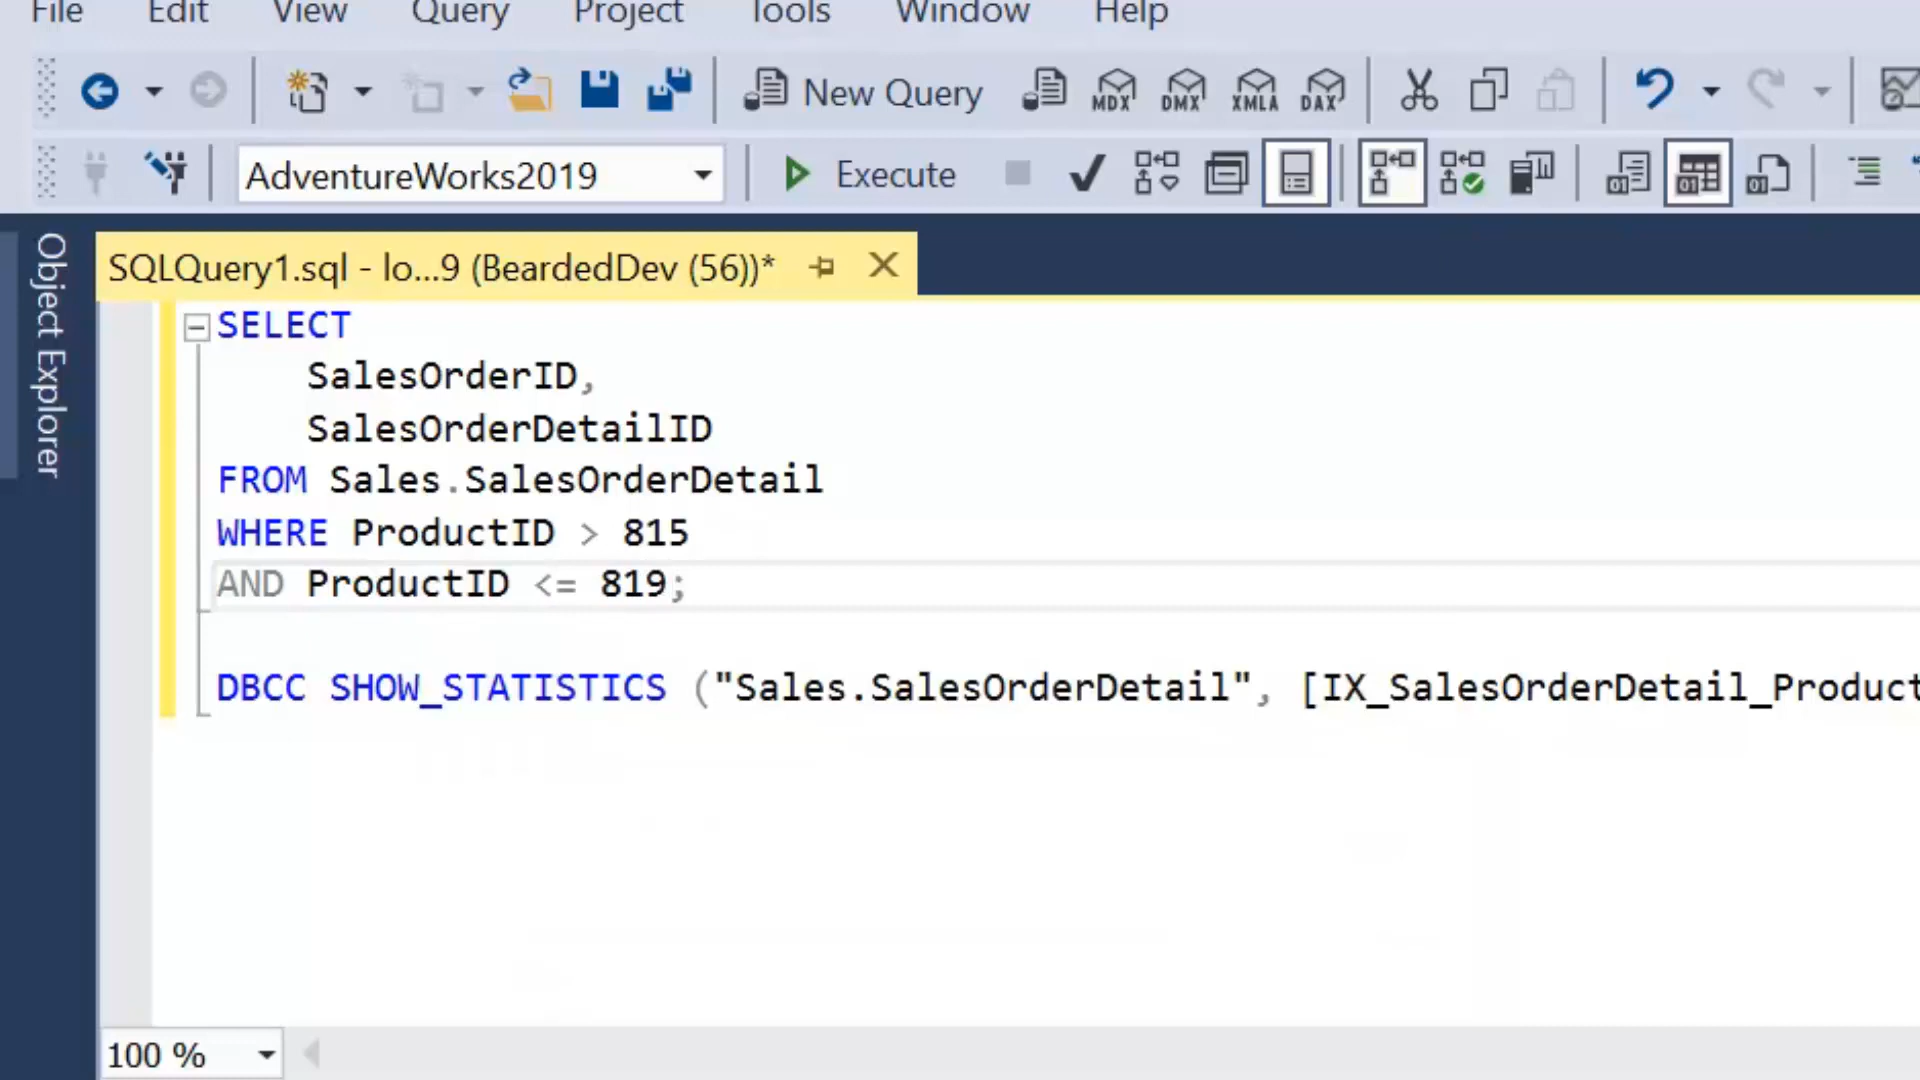 File Edit View Query Project Tools Window Help
New Query MDX DMX XMLA DAX
AdventureWorks2019 Execute
Object Explorer
SQLQuery1.sql - lo...9 (BeardedDev (56))*
SELECT
SalesOrderID,
SalesOrderDetailID
FROM Sales.SalesOrderDetail
WHERE ProductID > 815
AND ProductID <= 819;
DBCC SHOW_STATISTICS ("Sales.SalesOrderDetail", [IX_SalesOrderDetail_Product
100 %